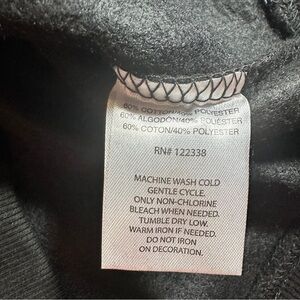 60% COTTON/40% POLYESTER
60% ALGODÓN/40% POLIÉSTER
60% COTON/40% POLYESTER
RN# 122338
MACHINE WASH COLD
GENTLE CYCLE.
ONLY NON-CHLORINE
BLEACH WHEN NEEDED.
TUMBLE DRY LOW.
WARM IRON IF NEEDED.
DO NOT IRON
ON DECORATION.